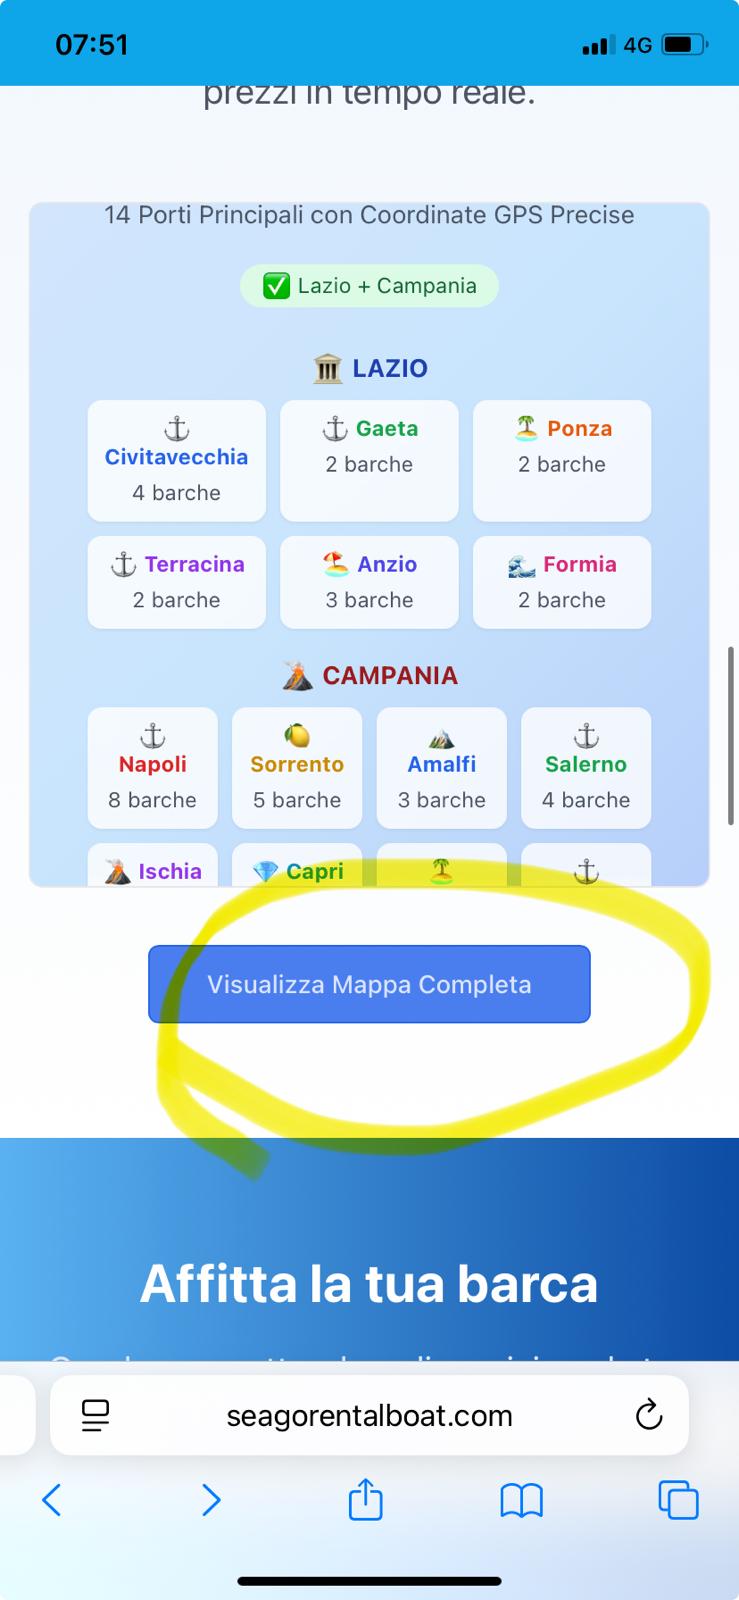 07:51
4G
prezzi in tempo reale.
14 Porti Principali con Coordinate GPS Precise
Lazio + Campania
LAZIO
Civitavecchia
4 barche
Gaeta
2 barche
Ponza
2 barche
Terracina
2 barche
Anzio
3 barche
Formia
2 barche
CAMPANIA
Napoli
8 barche
Sorrento
5 barche
Amalfi
3 barche
Salerno
4 barche
Ischia
Capri
Visualizza Mappa Completa
Affitta la tua barca
seagorentalboat.com